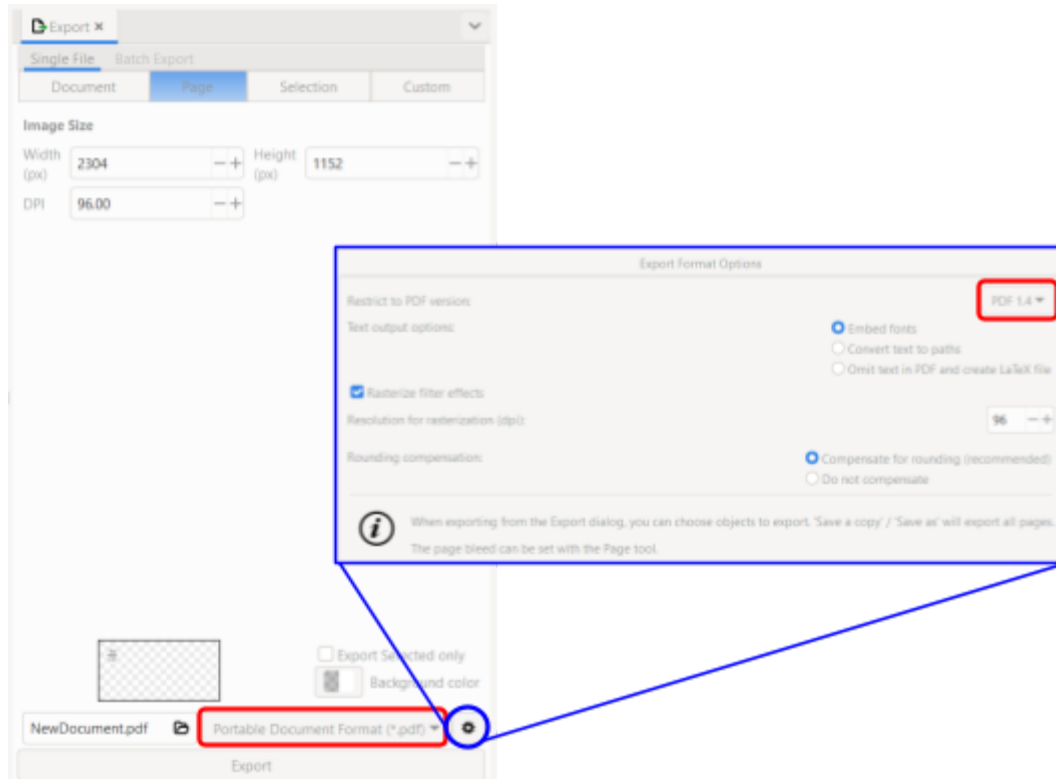 Export ×
Single File Batch Export
Document Page Selection Custom
Image Size
Width (px) 2304 Height (px) 1152
DPI 96.00
Export Format Options
Restrict to PDF version: PDF 1.4
Text output options: Embed fonts
Convert text to paths
Omit text in PDF and create LaTeX file
Rasterize filter effects
Resolution for rasterization (dpi): 96
Rounding compensation: Compensate for rounding (recommended)
Do not compensate
When exporting from the Export dialog, you can choose objects to export. 'Save a copy' / 'Save as' will export all pages.
The page bleed can be set with the Page tool.
Export Selected only
Background color
NewDocument.pdf Portable Document Format (*.pdf)
Export